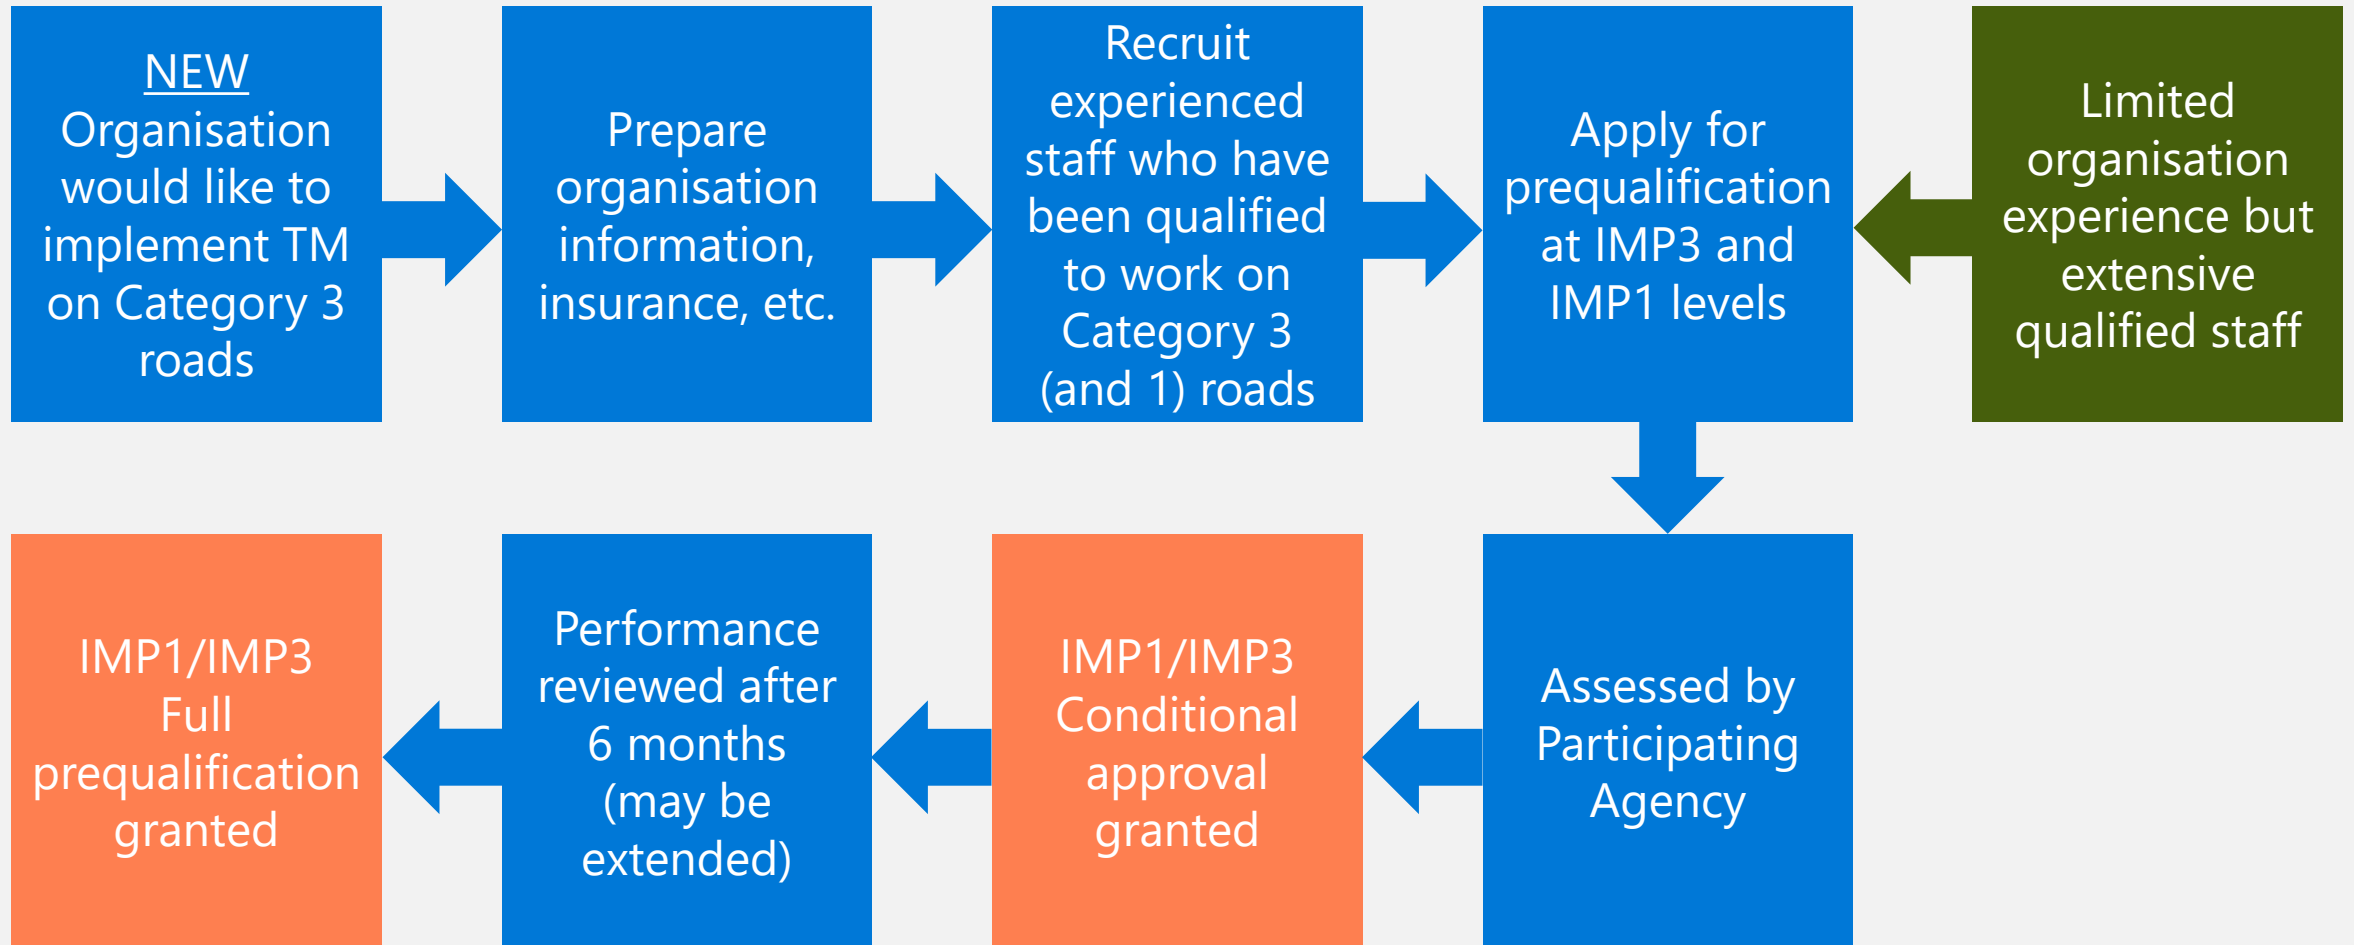 NEW
Organisation
would like to
implement TM
on Category 3
roads
Prepare
organisation
information,
insurance, etc.
Recruit
experienced
staff who have
been qualified
to work on
Category 3
(and 1) roads
Apply for
prequalification
at IMP3 and
IMP1 levels
Limited
organisation
experience but
extensive
qualified staff
Assessed by
Participating
Agency
IMP1/IMP3
Conditional
approval
granted
Performance
reviewed after
6 months
(may be
extended)
IMP1/IMP3
Full
prequalification
granted